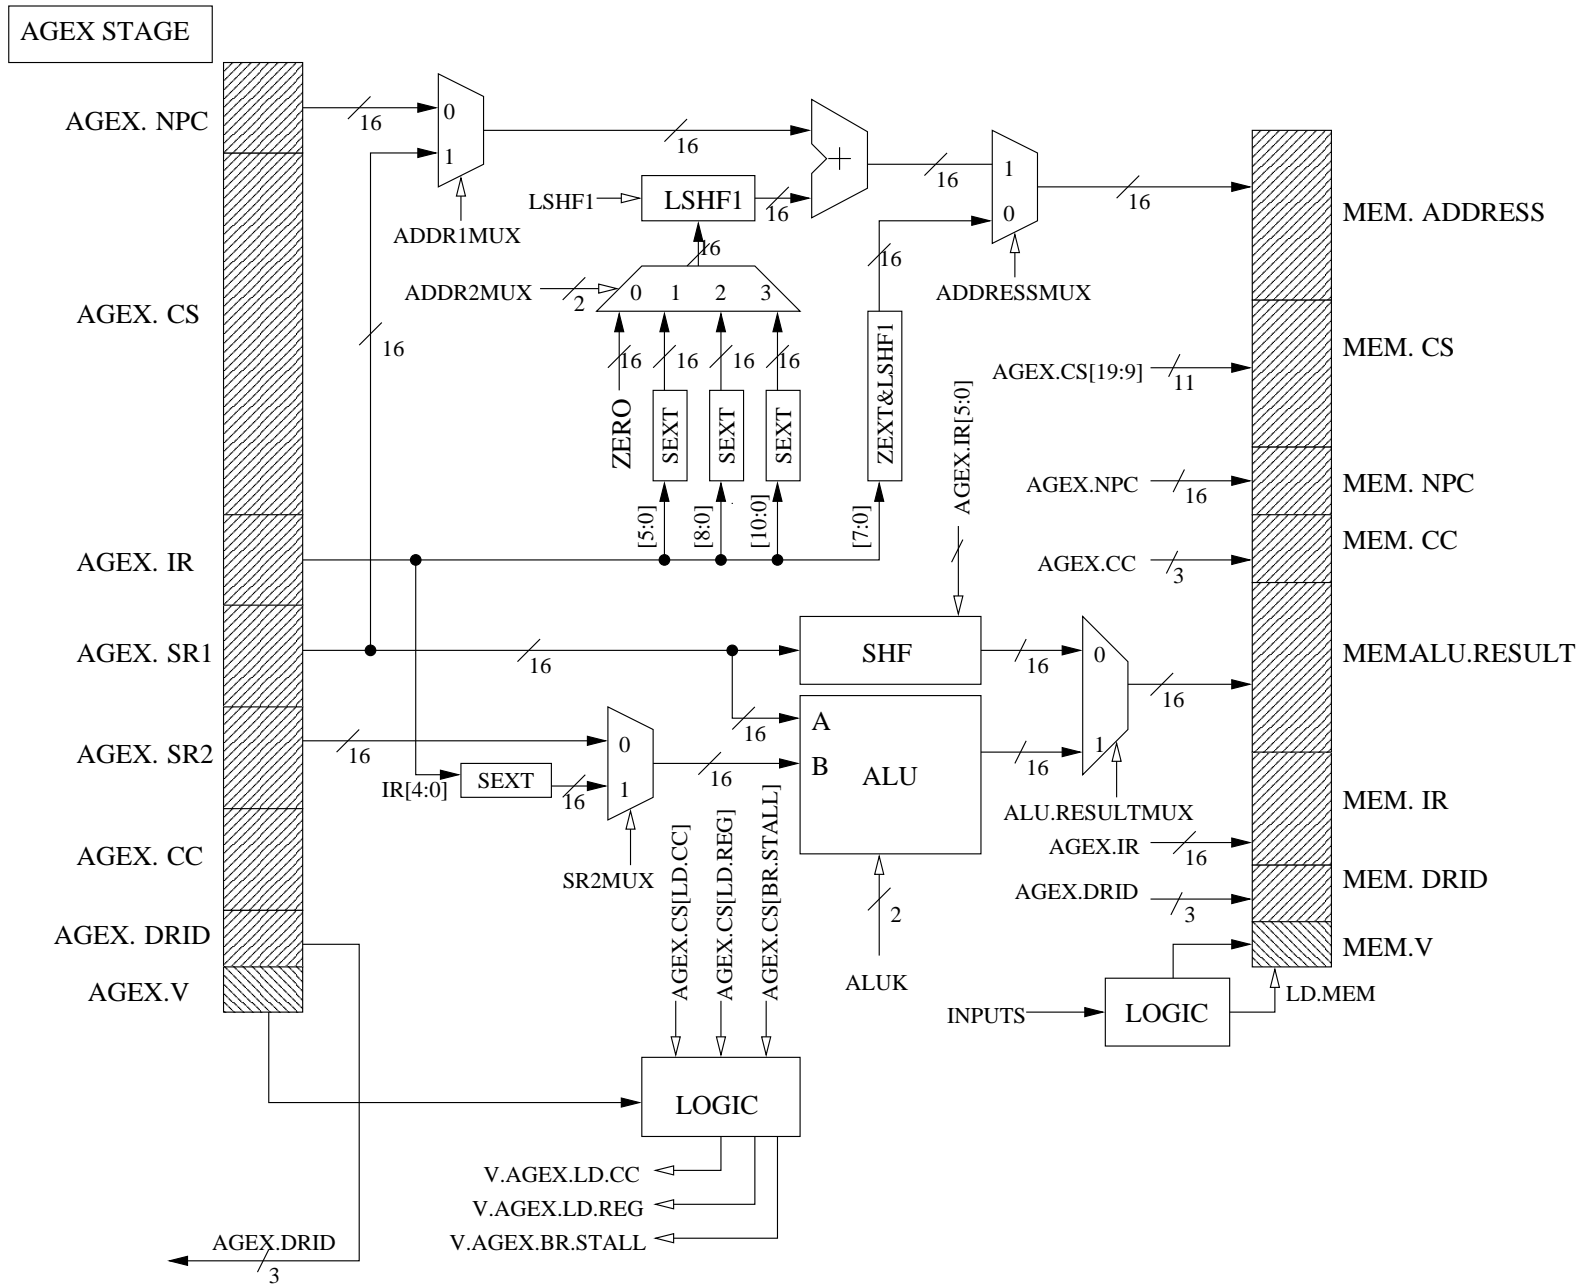 AGEX STAGE
AGEX. NPC
AGEX. CS
AGEX. IR
AGEX. SR1
AGEX. SR2
AGEX. CC
AGEX. DRID
AGEX.V
16
0
1
ADDR1MUX
16
16
LSHF1
LSHF1
16
+
16
1
0
ADDRESSMUX
16
ADDR2MUX
2
0 1 2 3
16
16
16
16
16
16
ZERO
SEXT
SEXT
SEXT
ZEXT&LSHF1
[5:0]
[8:0]
[10:0]
[7:0]
AGEX.IR[5:0]
16
SHF
16
0
1
16
ALU.RESULTMUX
16
A
B
ALU
16
16
0
1
16
IR[4:0]
SEXT
16
SR2MUX
2
ALUK
AGEX.CS[LD.CC]
AGEX.CS[LD.REG]
AGEX.CS[BR.STALL]
LOGIC
V.AGEX.LD.CC
V.AGEX.LD.REG
V.AGEX.BR.STALL
AGEX.DRID
3
AGEX.CS[19:9]
11
AGEX.NPC
16
AGEX.CC
3
AGEX.IR
16
AGEX.DRID
3
INPUTS
LOGIC
LD.MEM
MEM. ADDRESS
MEM. CS
MEM. NPC
MEM. CC
MEM.ALU.RESULT
MEM. IR
MEM. DRID
MEM.V